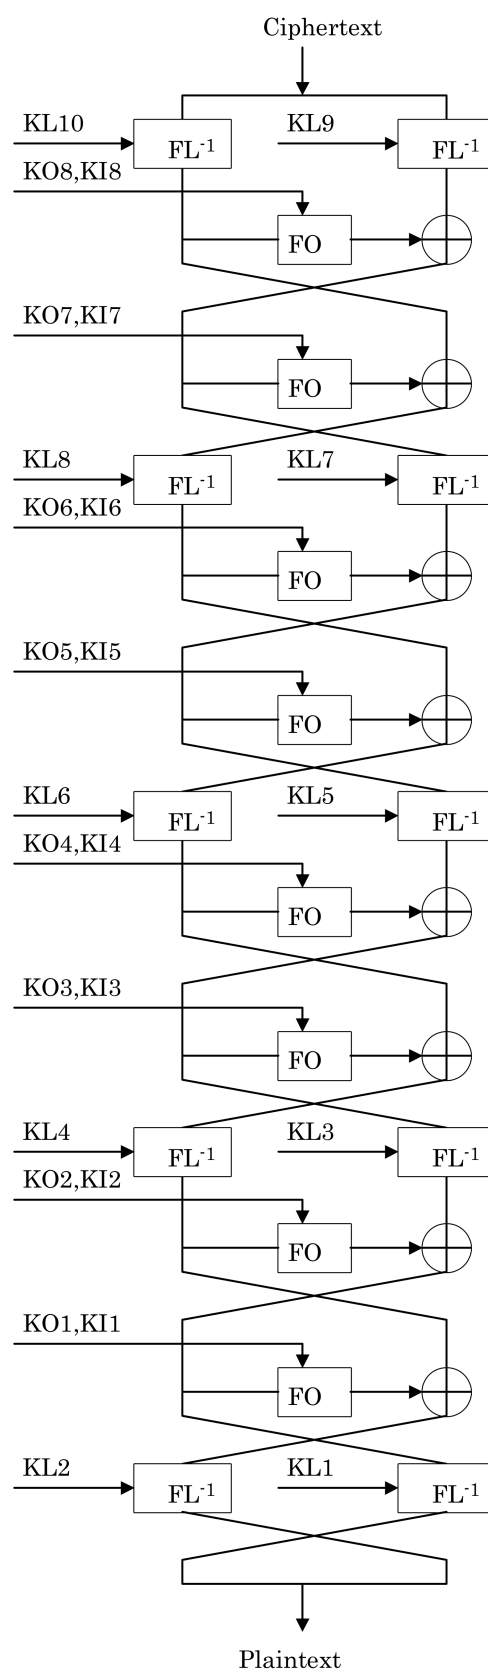 Ciphertext
KL10 KL9
FL-1 FL-1
KO8,KI8
FO
KO7,KI7
FO
KL8 KL7
FL-1 FL-1
KO6,KI6
FO
KO5,KI5
FO
KL6 KL5
FL-1 FL-1
KO4,KI4
FO
KO3,KI3
FO
KL4 KL3
FL-1 FL-1
KO2,KI2
FO
KO1,KI1
FO
KL2 KL1
FL-1 FL-1
Plaintext